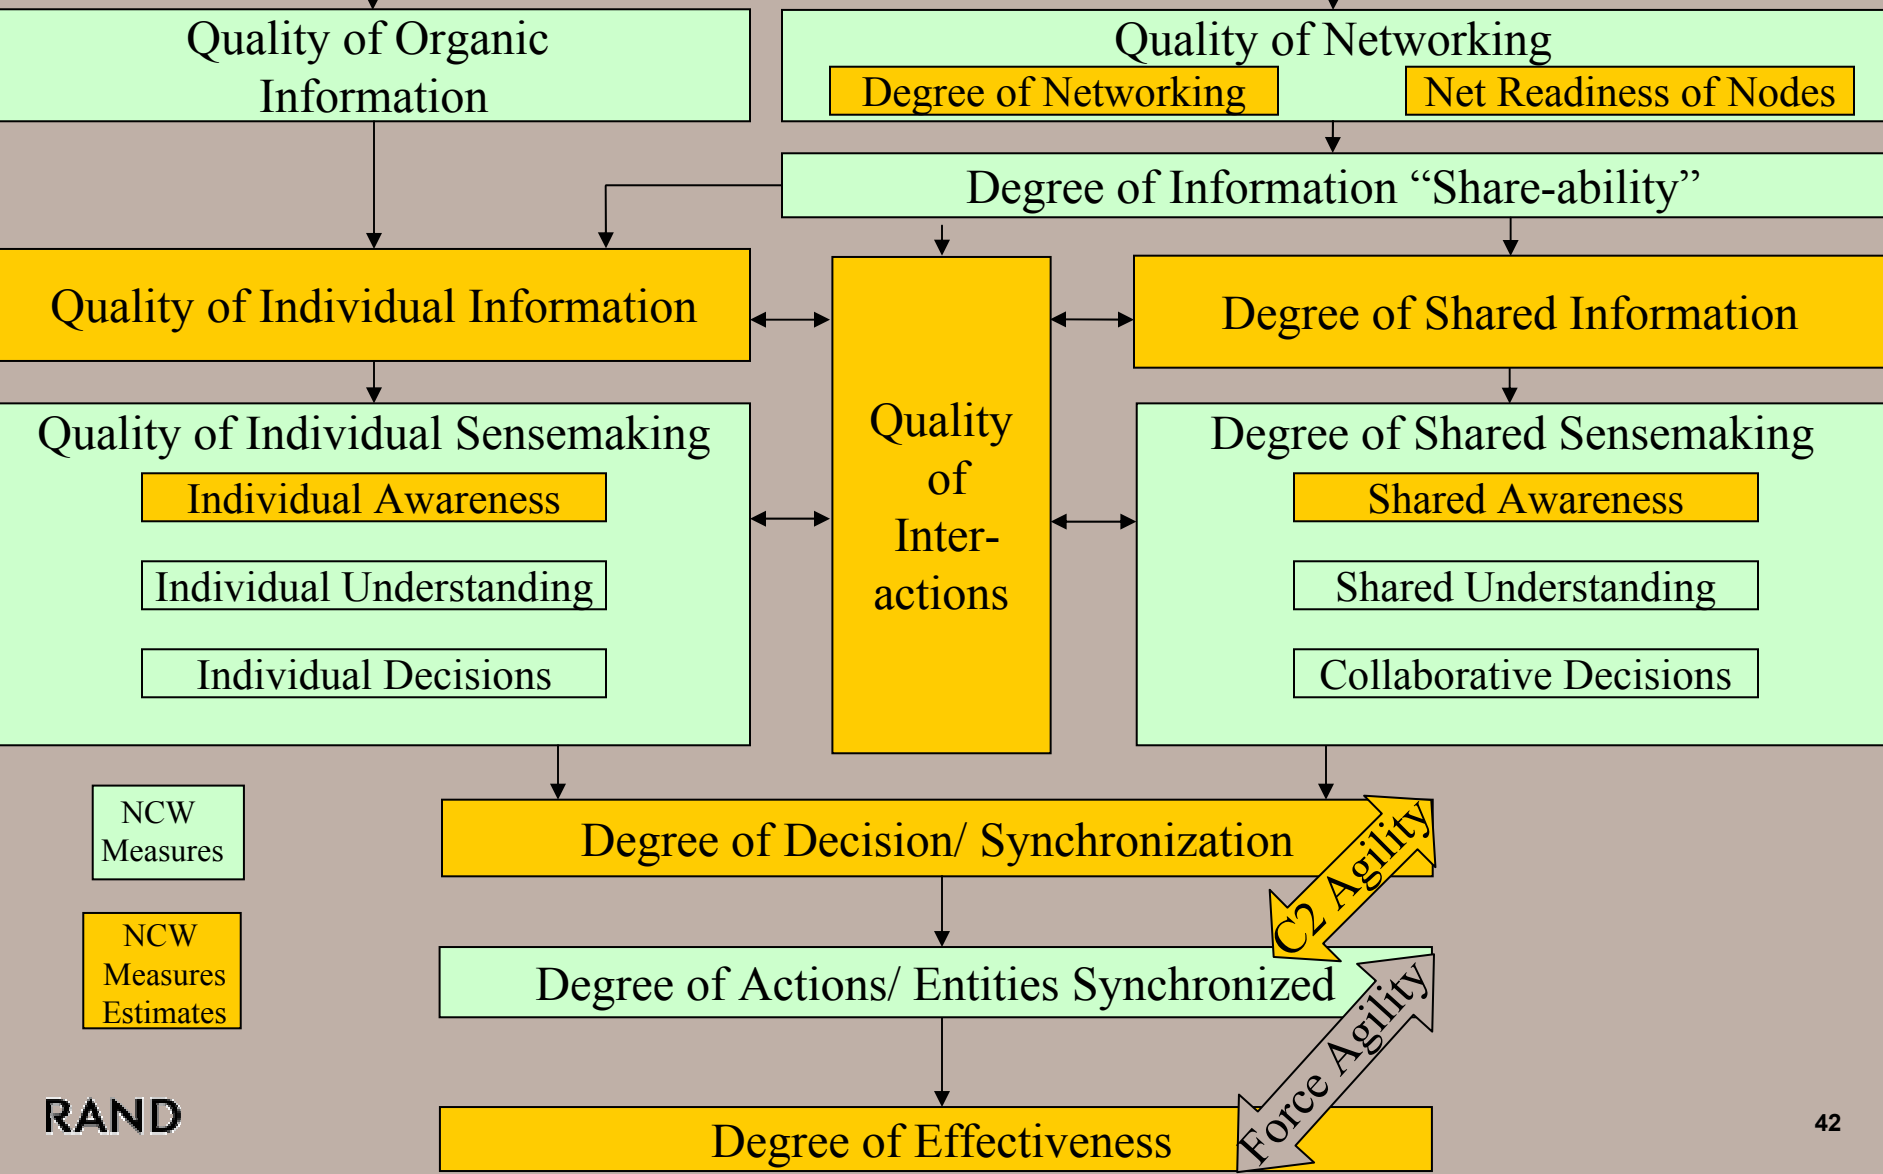 Quality of Organic
Information
Quality of Networking
Degree of Networking
Net Readiness of Nodes
Degree of Information “Share-ability”
Quality of Individual Information
Degree of Shared Information
Quality
of
Inter-
actions
Quality of Individual Sensemaking
Individual Awareness
Individual Understanding
Individual Decisions
Degree of Shared Sensemaking
Shared Awareness
Shared Understanding
Collaborative Decisions
NCW
Measures
NCW
Measures
Estimates
Degree of Decision/ Synchronization
C2 Agility
Degree of Actions/ Entities Synchronized
Force Agility
Degree of Effectiveness
RAND
42